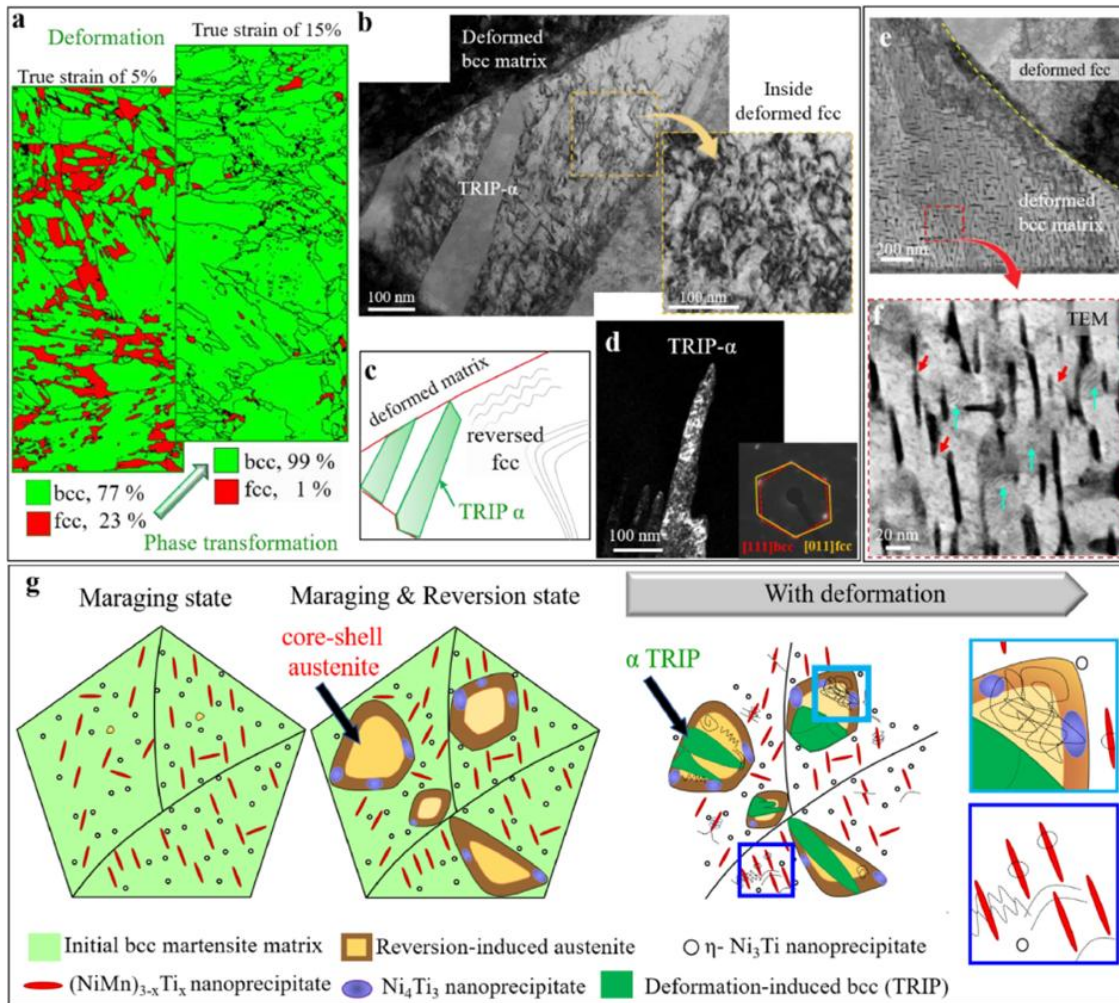 a
Deformation
True strain of 15%
True strain of 5%
bcc, 77 %
fcc, 23 %
bcc, 99 %
fcc, 1 %
Phase transformation
b
Deformed
bcc matrix
TRIP-α
100 nm
Inside
deformed fcc
100 nm
c
deformed matrix
reversed
fcc
TRIP α
d
TRIP-α
100 nm
[111]bcc
[011]fcc
e
deformed fcc
deformed
bcc matrix
200 nm
f
TEM
20 nm
g
Maraging state
Maraging & Reversion state
With deformation
core-shell
austenite
α TRIP
Initial bcc martensite matrix
Reversion-induced austenite
η- Ni₃Ti nanoprecipitate
(NiMn)₃₋ₓTiₓ nanoprecipitate
Ni₄Ti₃ nanoprecipitate
Deformation-induced bcc (TRIP)